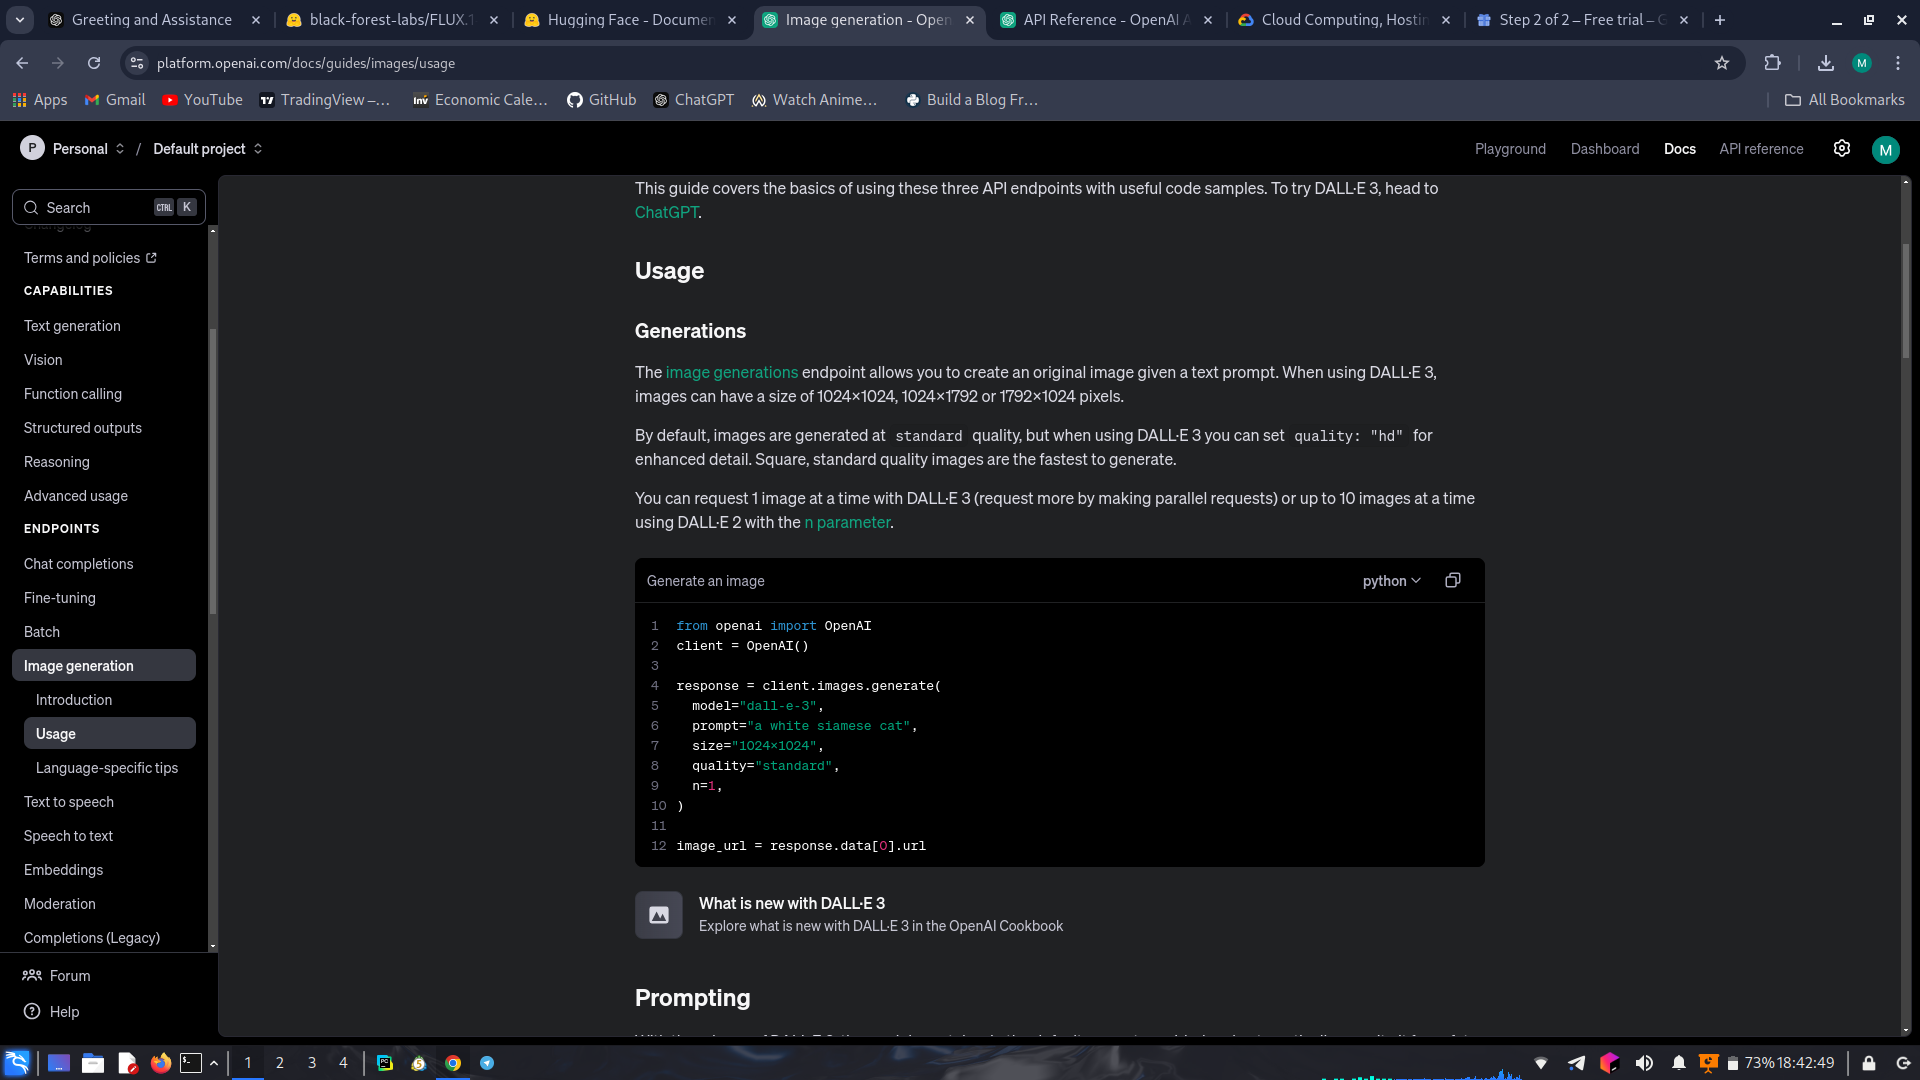 Greeting and Assistance
black-forest-labs/FLUX.1
Hugging Face - Documen
Image generation - Open
API Reference - OpenAI A
Cloud Computing, Hostin
Step 2 of 2 – Free trial – G
platform.openai.com/docs/guides/images/usage
M
Apps
Gmail
YouTube
TradingView –...
Inv Economic Cale...
GitHub
ChatGPT
Watch Anime...
Build a Blog Fr...
All Bookmarks
P Personal / Default project
Playground
Dashboard
Docs
API reference
M
Search CTRL K
Changelog
Terms and policies
CAPABILITIES
Text generation
Vision
Function calling
Structured outputs
Reasoning
Advanced usage
ENDPOINTS
Chat completions
Fine-tuning
Batch
Image generation
Introduction
Usage
Language-specific tips
Text to speech
Speech to text
Embeddings
Moderation
Completions (Legacy)
Forum
Help
This guide covers the basics of using these three API endpoints with useful code samples. To try DALL·E 3, head to
ChatGPT.
Usage
Generations
The image generations endpoint allows you to create an original image given a text prompt. When using DALL·E 3,
images can have a size of 1024×1024, 1024×1792 or 1792×1024 pixels.
By default, images are generated at standard quality, but when using DALL·E 3 you can set quality: "hd" for
enhanced detail. Square, standard quality images are the fastest to generate.
You can request 1 image at a time with DALL·E 3 (request more by making parallel requests) or up to 10 images at a time
using DALL·E 2 with the n parameter.
Generate an image
python
1 from openai import OpenAI
2 client = OpenAI()
3
4 response = client.images.generate(
5 model="dall-e-3",
6 prompt="a white siamese cat",
7 size="1024x1024",
8 quality="standard",
9 n=1,
10 )
11
12 image_url = response.data[0].url
What is new with DALL·E 3
Explore what is new with DALL·E 3 in the OpenAI Cookbook
Prompting
1 2 3 4
73% 18:42:49